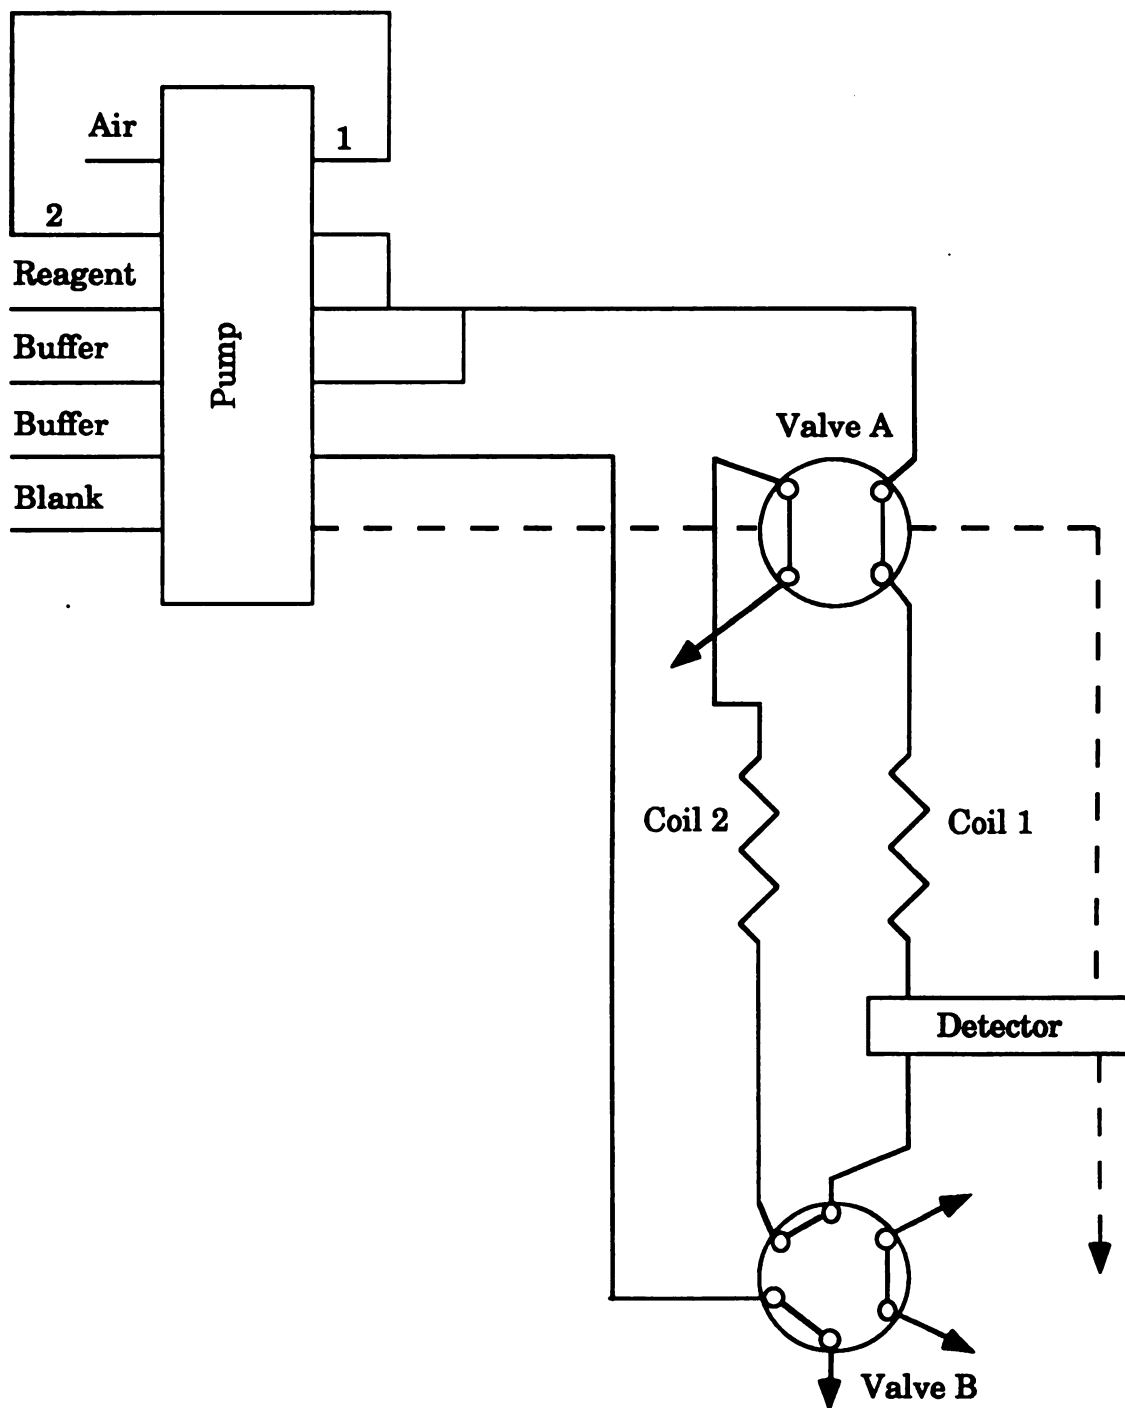 Air
1
2
Reagent
Buffer
Buffer
Blank
Pump
Valve A
Coil 2
Coil 1
Detector
Valve B